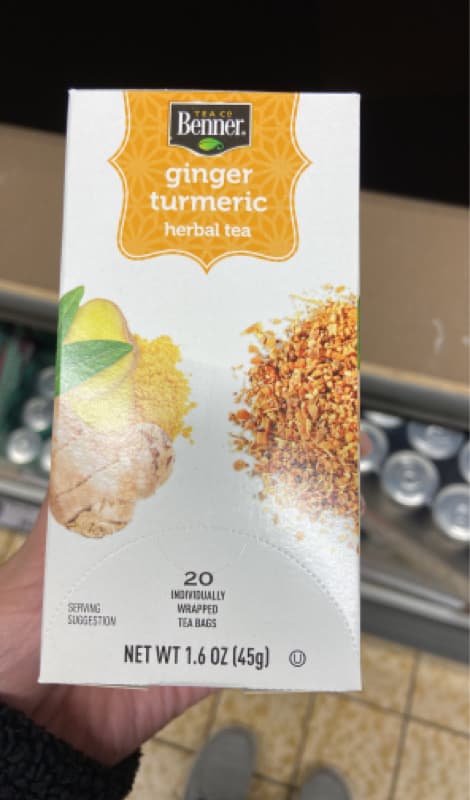 TEA CO
Benner.
ginger
turmeric
herbal tea
20
INDIVIDUALLY
WRAPPED
TEA BAGS
SERVING
SUGGESTION
NET WT 1.6 OZ (45g) U